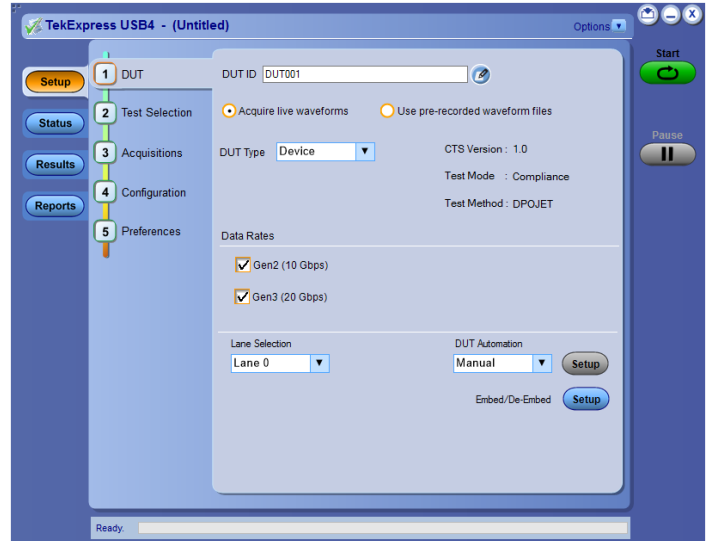 TekExpress USB4 - (Untitled)
Options
Start
Pause
Setup
Status
Results
Reports
1 DUT
2 Test Selection
3 Acquisitions
4 Configuration
5 Preferences
DUT ID DUT001
Acquire live waveforms Use pre-recorded waveform files
DUT Type Device
CTS Version : 1.0
Test Mode : Compliance
Test Method : DPOJET
Data Rates
Gen2 (10 Gbps)
Gen3 (20 Gbps)
Lane Selection
Lane 0
DUT Automation
Manual Setup
Embed/De-Embed Setup
Ready.